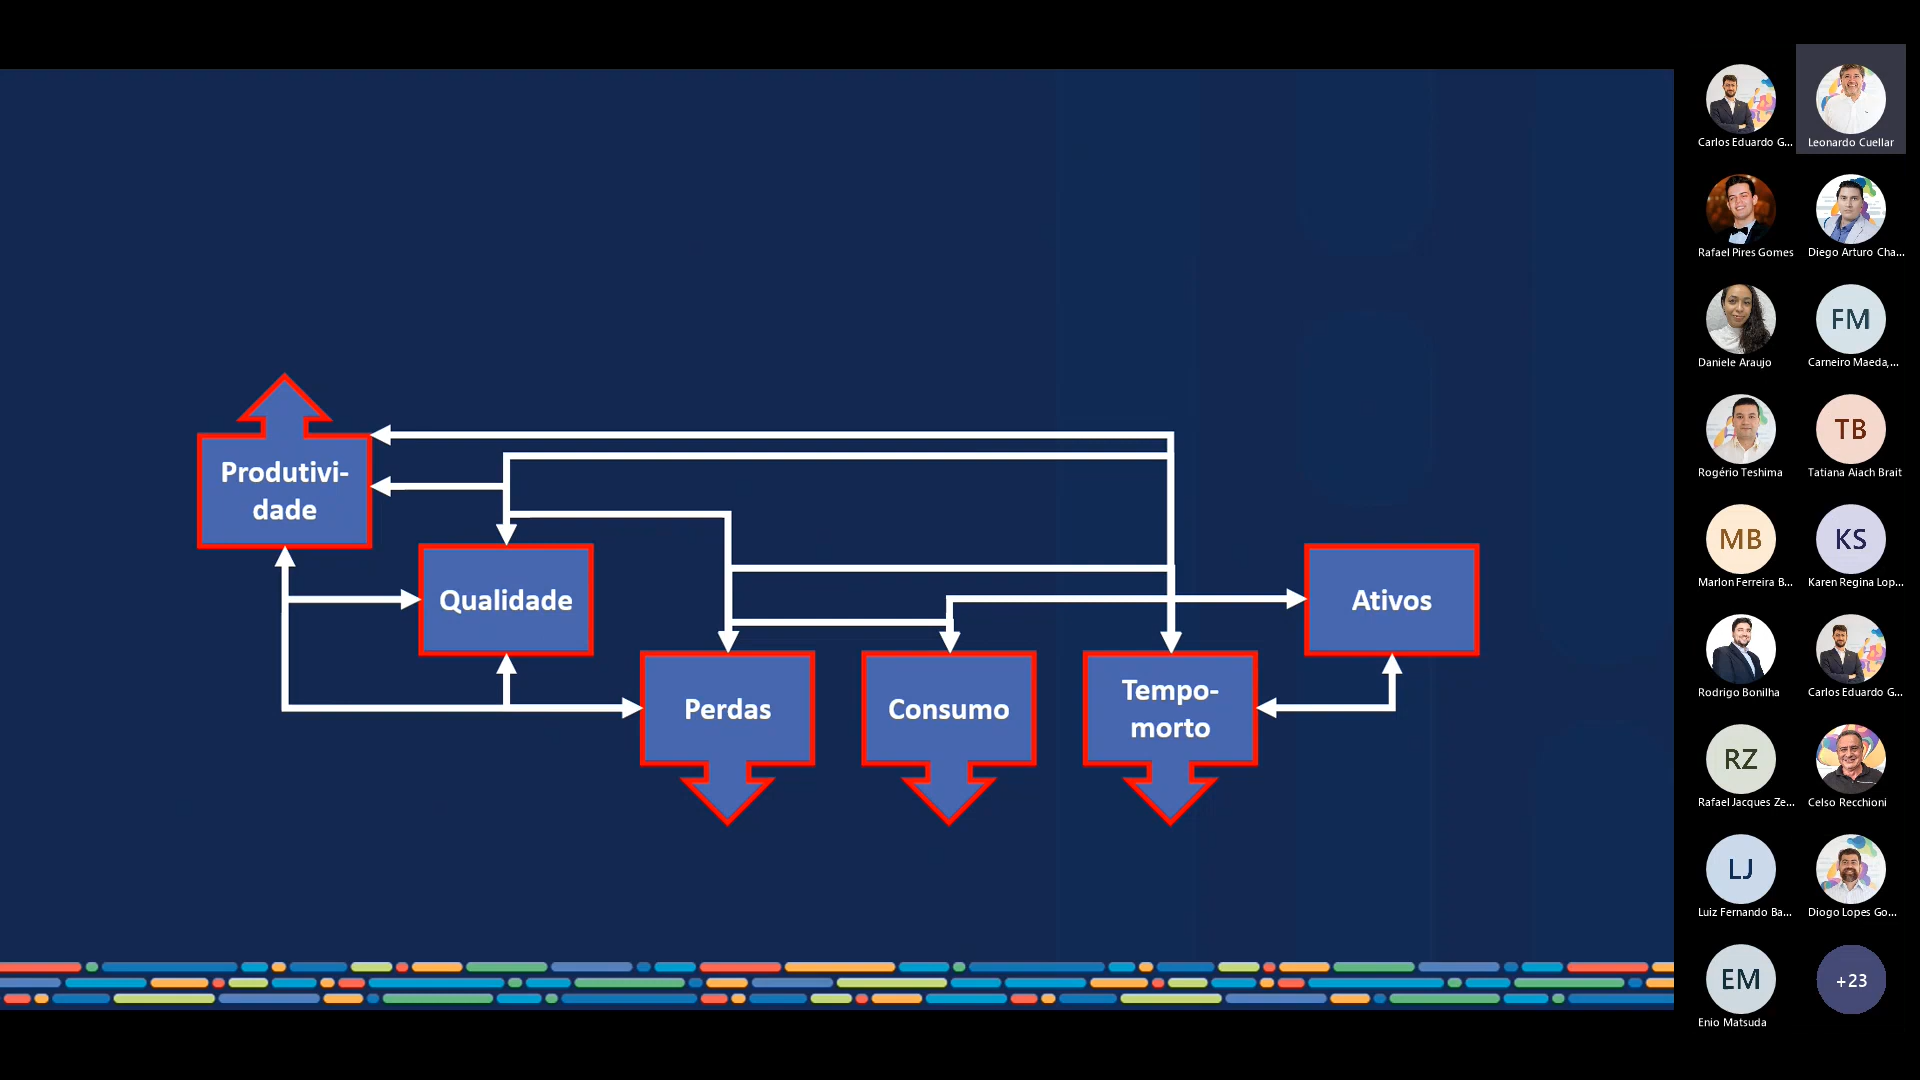 Produtivi-
dade
Qualidade
Perdas
Consumo
Tempo-
morto
Ativos
Carlos Eduardo G...
Leonardo Cuellar
Rafael Pires Gomes
Diego Arturo Cha...
Daniele Araujo
FM
Carneiro Maeda,...
Rogério Teshima
TB
Tatiana Aiach Brait
MB
Marlon Ferreira B...
KS
Karen Regina Lop...
Rodrigo Bonilha
Carlos Eduardo G...
RZ
Rafael Jacques Ze...
Celso Recchioni
LJ
Luiz Fernando Ba...
Diogo Lopes Go...
EM
Enio Matsuda
+23